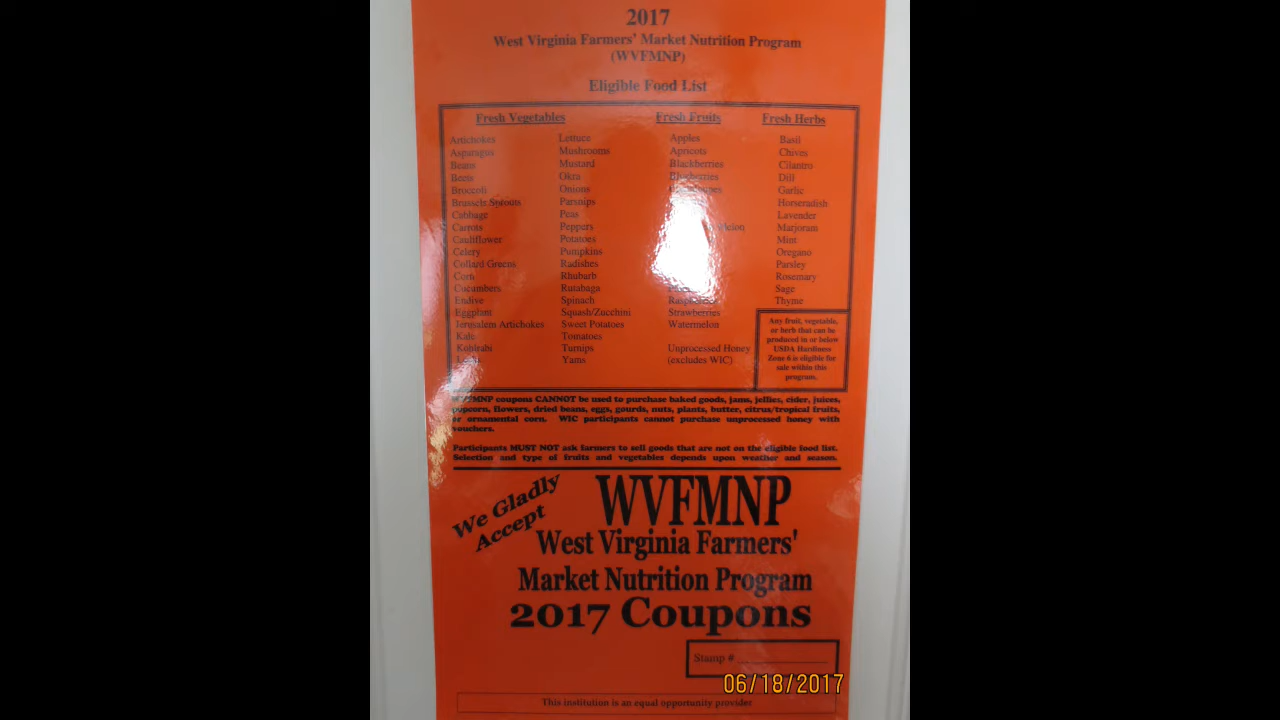 2017
West Virginia Farmers' Market Nutrition Program
(WVFMNP)
Eligible Food List
Fresh Vegetables
Artichokes
Asparagus
Beans
Beets
Broccoli
Brussels Sprouts
Cabbage
Carrots
Cauliflower
Celery
Collard Greens
Corn
Cucumbers
Endive
Eggplant
Jerusalem Artichokes
Kale
Kohlrabi
Leeks
Lettuce
Mushrooms
Mustard
Okra
Onions
Parsnips
Peas
Peppers
Potatoes
Pumpkins
Radishes
Rhubarb
Rutabaga
Spinach
Squash/Zucchini
Sweet Potatoes
Tomatoes
Turnips
Yams
Fresh Fruits
Apples
Apricots
Blackberries
Blueberries
Raspberries
Strawberries
Watermelon
Unprocessed Honey
(excludes WIC)
Fresh Herbs
Basil
Chives
Cilantro
Dill
Garlic
Horseradish
Lavender
Marjoram
Mint
Oregano
Parsley
Rosemary
Sage
Thyme
Any fruit, vegetable,
or herb that can be
produced in or below
USDA Hardiness
Zone 6 is eligible for
sale within this
program.
WVFMNP coupons CANNOT be used to purchase baked goods, jams, jellies, cider, juices,
popcorn, flowers, dried beans, eggs, gourds, nuts, plants, butter, citrus/tropical fruits,
or ornamental corn. WIC participants cannot purchase unprocessed honey with
vouchers.
Participants MUST NOT ask farmers to sell goods that are not on the eligible food list.
Selection and type of fruits and vegetables depends upon weather and season.
We Gladly
Accept
WVFMNP
West Virginia Farmers'
Market Nutrition Program
2017 Coupons
Stamp #
06/18/2017
This institution is an equal opportunity provider